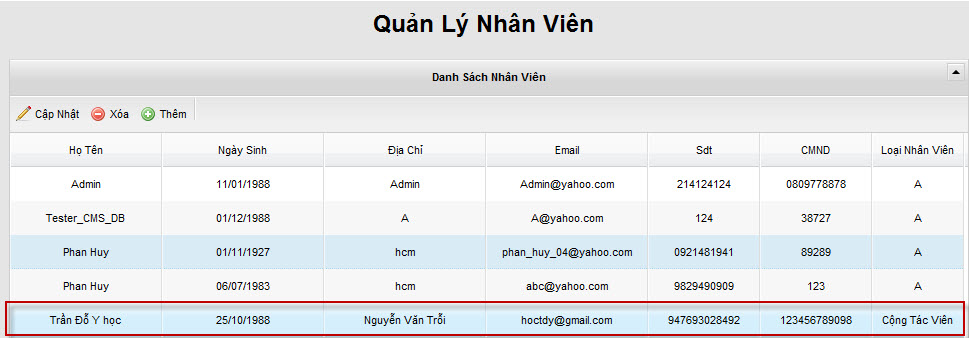 Quản Lý Nhân Viên
Danh Sách Nhân Viên
Cập Nhật Xóa Thêm
Họ Tên Ngày Sinh Địa Chỉ Email Sdt CMND Loại Nhân Viên
Admin 11/01/1988 Admin Admin@yahoo.com 214124124 0809778878 A
Tester_CMS_DB 01/12/1988 A A@yahoo.com 124 38727 A
Phan Huy 01/11/1927 hcm phan_huy_04@yahoo.com 0921481941 89289 A
Phan Huy 06/07/1983 hcm abc@yahoo.com 9829490909 123 A
Trần Đỗ Y học 25/10/1988 Nguyễn Văn Trỗi hoctdy@gmail.com 947693028492 123456789098 Cộng Tác Viên